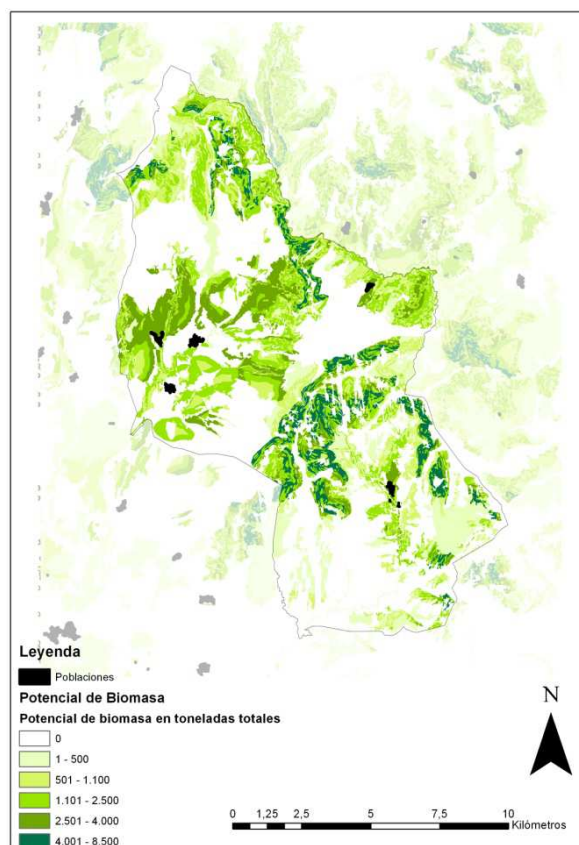 Leyenda
Poblaciones
Potencial de Biomasa
Potencial de biomasa en toneladas totales
0
1 - 500
501 - 1.100
1.101 - 2.500
2.501 - 4.000
4.001 - 8.500
N
0 1,25 2,5 5 7,5 10
Kilómetros